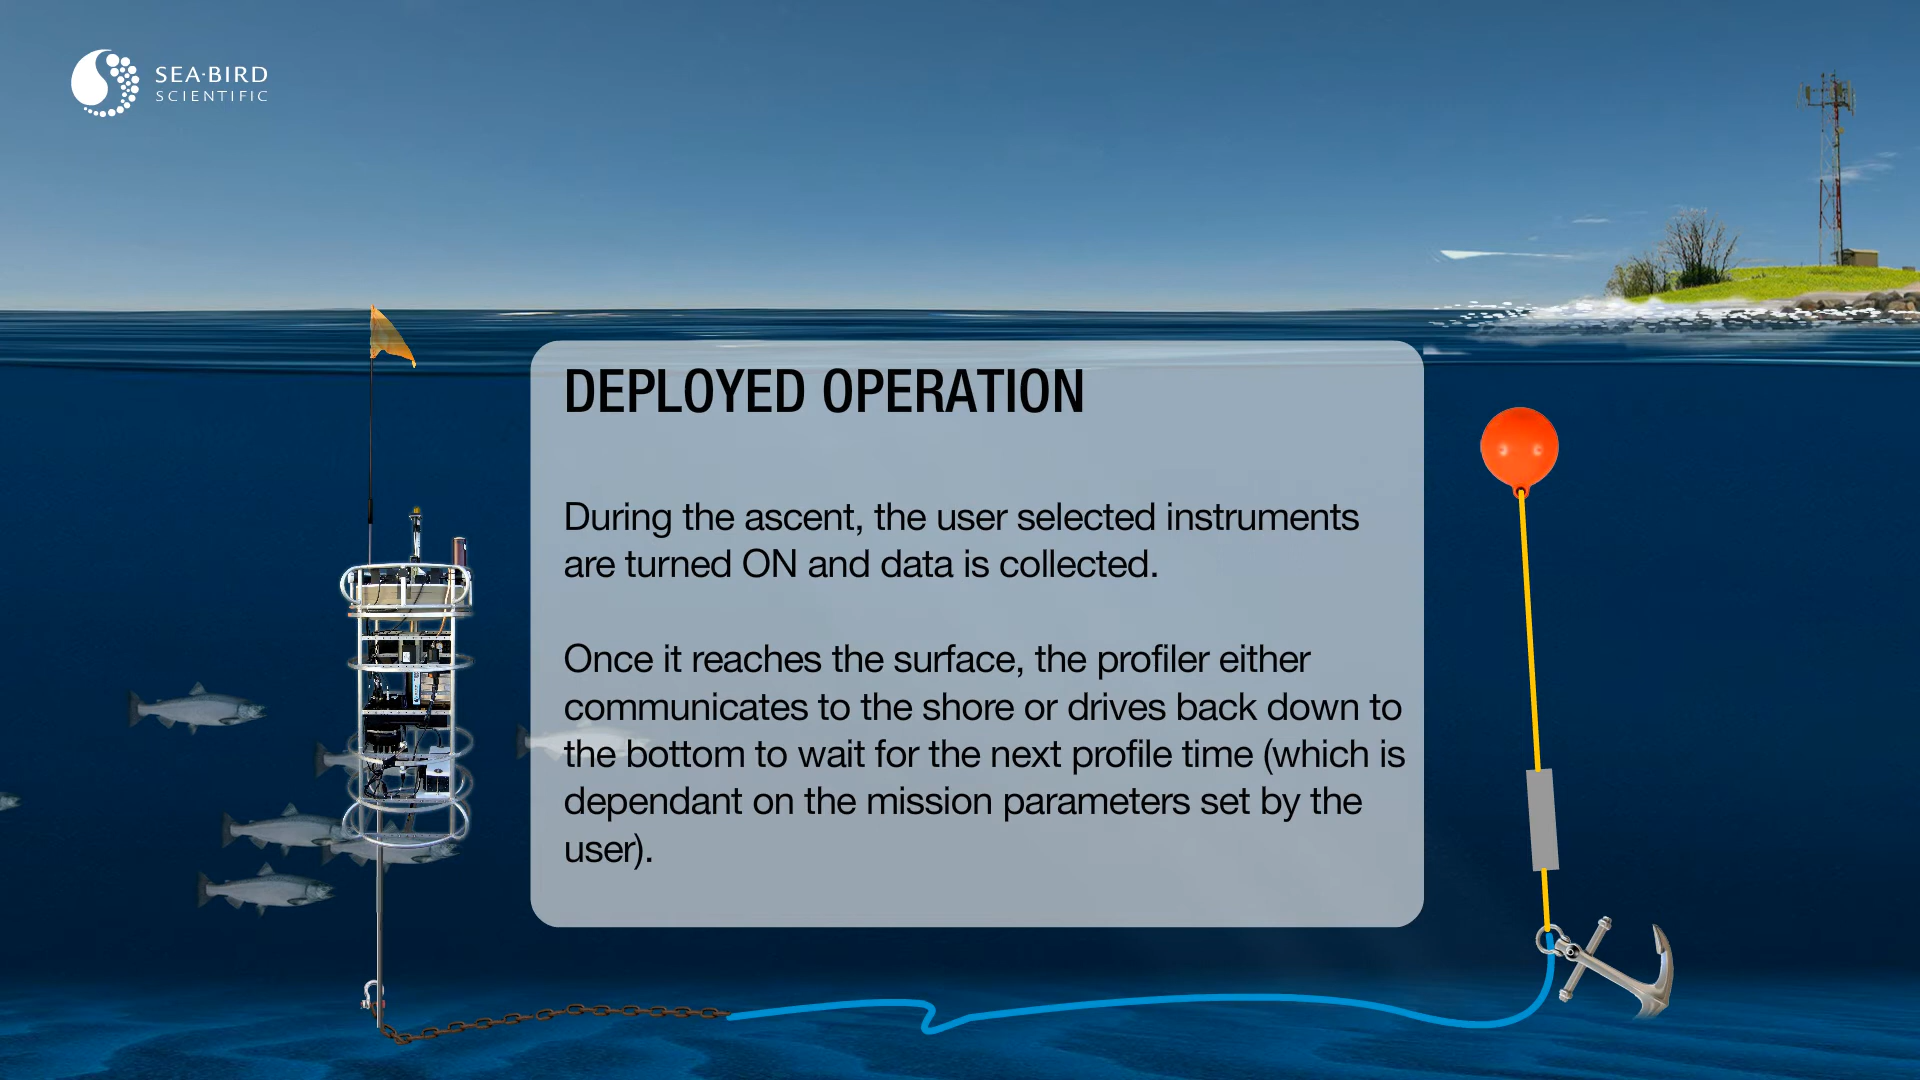 SEA·BIRD
SCIENTIFIC
DEPLOYED OPERATION
During the ascent, the user selected instruments
are turned ON and data is collected.
Once it reaches the surface, the profiler either
communicates to the shore or drives back down to
the bottom to wait for the next profile time (which is
dependant on the mission parameters set by the
user).